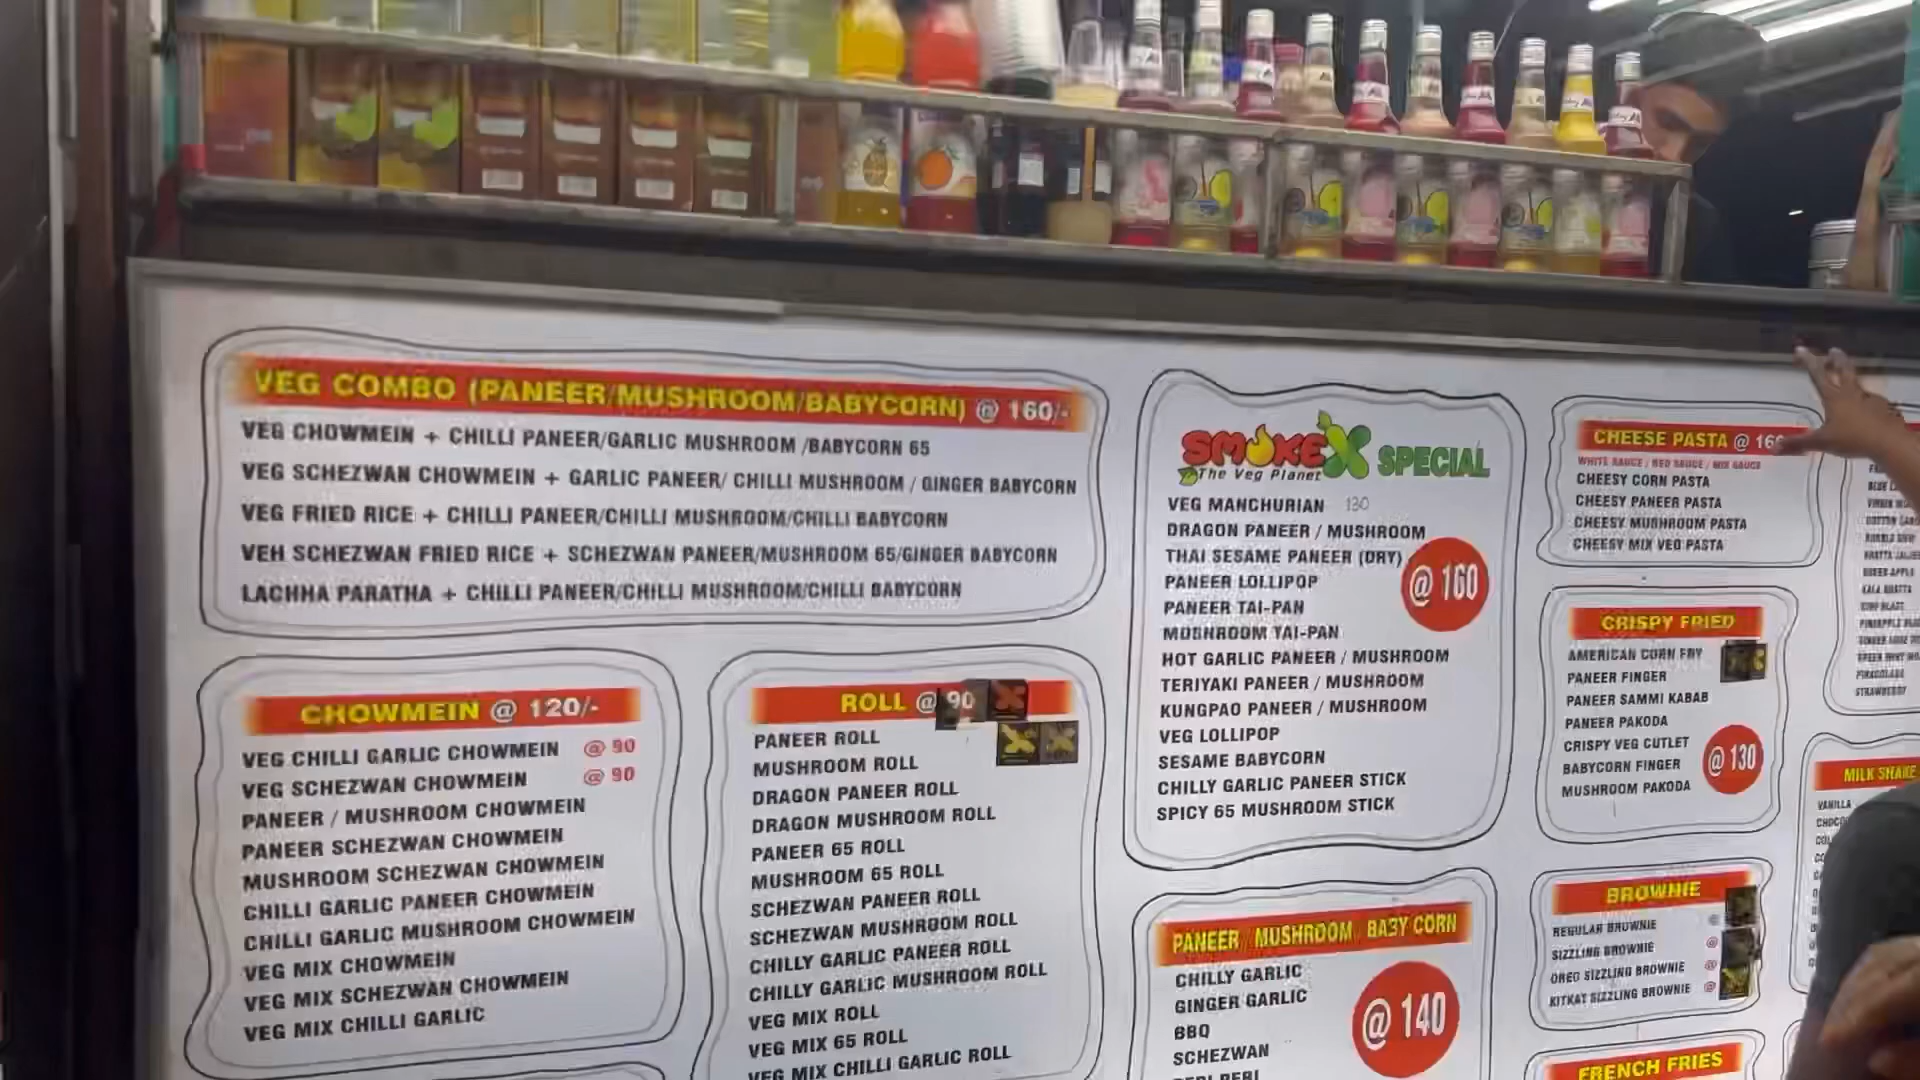 VEG COMBO (PANEER/MUSHROOM/BABYCORN) @ 160/-
VEG CHOWMEIN + CHILLI PANEER/GARLIC MUSHROOM /BABYCORN 65
VEG SCHEZWAN CHOWMEIN + GARLIC PANEER/ CHILLI MUSHROOM / GINGER BABYCORN
VEG FRIED RICE + CHILLI PANEER/CHILLI MUSHROOM/CHILLI BABYCORN
VEH SCHEZWAN FRIED RICE + SCHEZWAN PANEER/MUSHROOM 65/GINGER BABYCORN
LACHHA PARATHA + CHILLI PANEER/CHILLI MUSHROOM/CHILLI BABYCORN
CHOWMEIN @ 120/-
VEG CHILLI GARLIC CHOWMEIN @ 90
VEG SCHEZWAN CHOWMEIN @ 90
PANEER / MUSHROOM CHOWMEIN
PANEER SCHEZWAN CHOWMEIN
MUSHROOM SCHEZWAN CHOWMEIN
CHILLI GARLIC PANEER CHOWMEIN
CHILLI GARLIC MUSHROOM CHOWMEIN
VEG MIX CHOWMEIN
VEG MIX SCHEZWAN CHOWMEIN
VEG MIX CHILLI GARLIC
ROLL @ 90
PANEER ROLL
MUSHROOM ROLL
DRAGON PANEER ROLL
DRAGON MUSHROOM ROLL
PANEER 65 ROLL
MUSHROOM 65 ROLL
SCHEZWAN PANEER ROLL
SCHEZWAN MUSHROOM ROLL
CHILLY GARLIC PANEER ROLL
CHILLY GARLIC MUSHROOM ROLL
VEG MIX ROLL
VEG MIX 65 ROLL
VEG MIX CHILLI GARLIC ROLL
SMOKEX SPECIAL
The Veg Planet
VEG MANCHURIAN 130
DRAGON PANEER / MUSHROOM
THAI SESAME PANEER (DRY)
PANEER LOLLIPOP
@ 160
PANEER TAI-PAN
MUSHROOM TAI-PAN
HOT GARLIC PANEER / MUSHROOM
TERIYAKI PANEER / MUSHROOM
KUNGPAO PANEER / MUSHROOM
VEG LOLLIPOP
SESAME BABYCORN
CHILLY GARLIC PANEER STICK
SPICY 65 MUSHROOM STICK
PANEER / MUSHROOM / BABY CORN
CHILLY GARLIC
GINGER GARLIC
BBQ
@ 140
SCHEZWAN
CHEESE PASTA @ 160
WHITE SAUCE / RED SAUCE / MIX SAUCE
CHEESY CORN PASTA
CHEESY PANEER PASTA
CHEESY MUSHROOM PASTA
CHEESY MIX VEG PASTA
CRISPY FRIED
AMERICAN CORN FRY
PANEER FINGER
PANEER SAMMI KABAB
PANEER PAKODA
CRISPY VEG CUTLET
@ 130
BABYCORN FINGER
MUSHROOM PAKODA
BROWNIE
REGULAR BROWNIE @
SIZZLING BROWNIE @
OREO SIZZLING BROWNIE @
KITKAT SIZZLING BROWNIE @
FRENCH FRIES
MILK SHAKE
VANILLA
STRAWBERRY